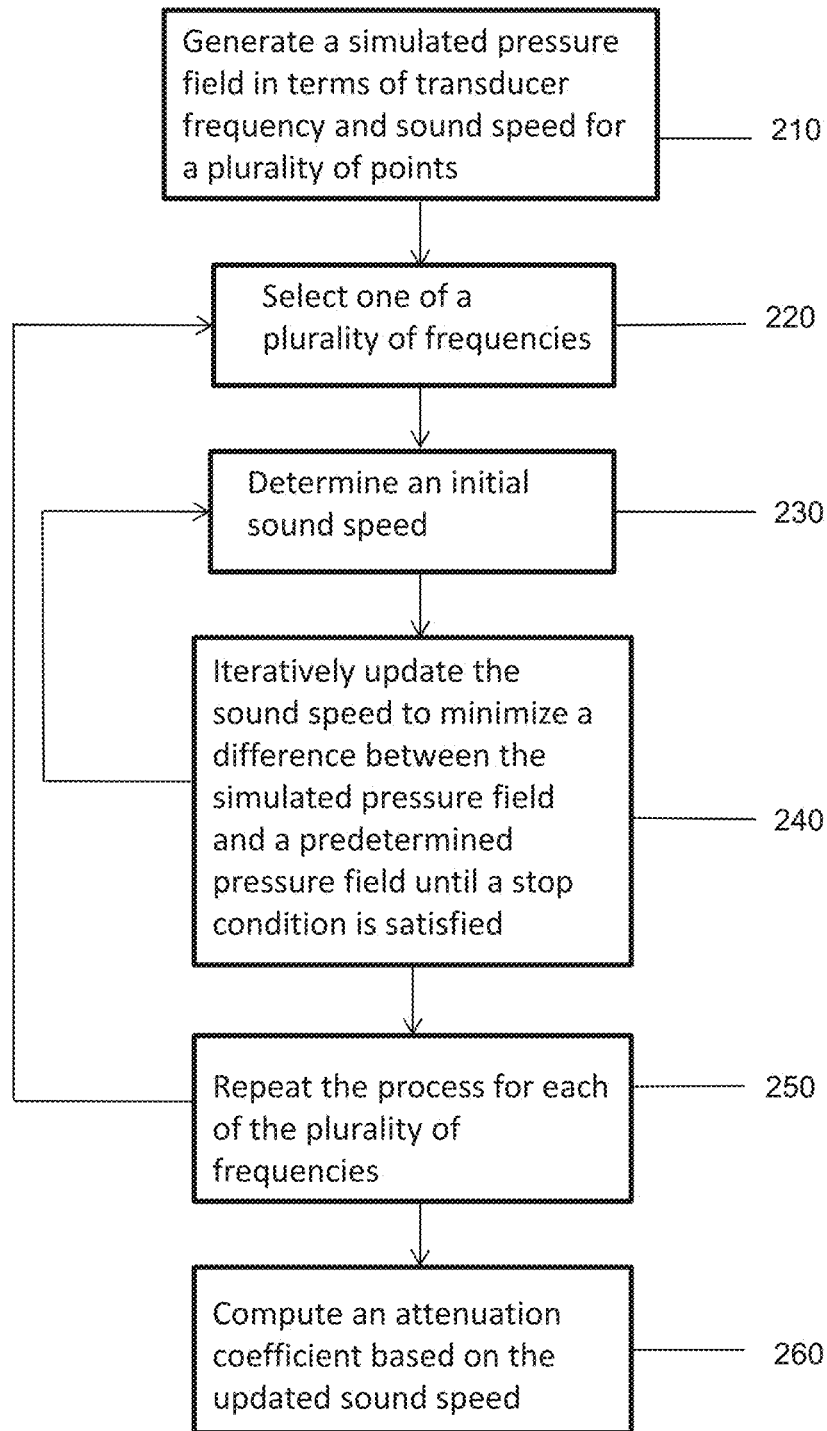 Generate a simulated pressure
field in terms of transducer
frequency and sound speed for
a plurality of points
210
Select one of a
plurality of frequencies
220
Determine an initial
sound speed
230
Iteratively update the
sound speed to minimize a
difference between the
simulated pressure field
and a predetermined
pressure field until a stop
condition is satisfied
240
Repeat the process for each
of the plurality of
frequencies
250
Compute an attenuation
coefficient based on the
updated sound speed
260